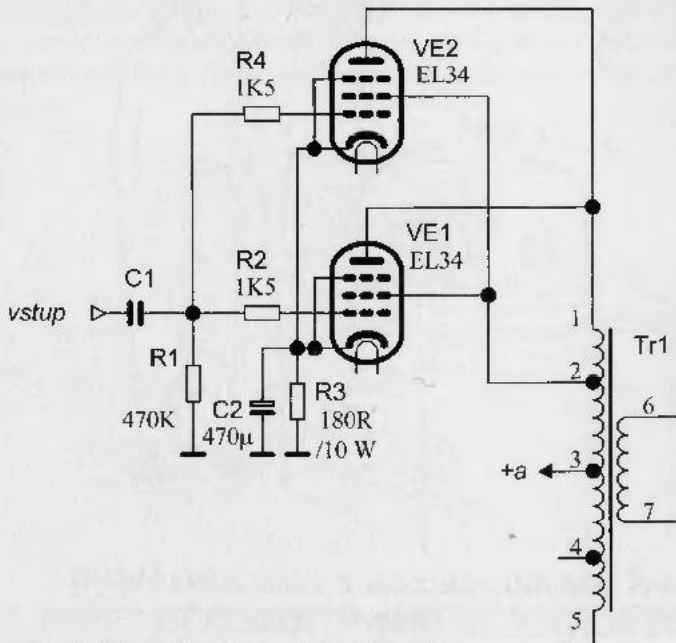 R4
1K5
VE2
EL34
VE1
EL34
R2
1K5
C1
vstup
R1
470K
C2
470µ
R3
180R
/10 W
1
2
3
4
5
Tr1
6
7
+a